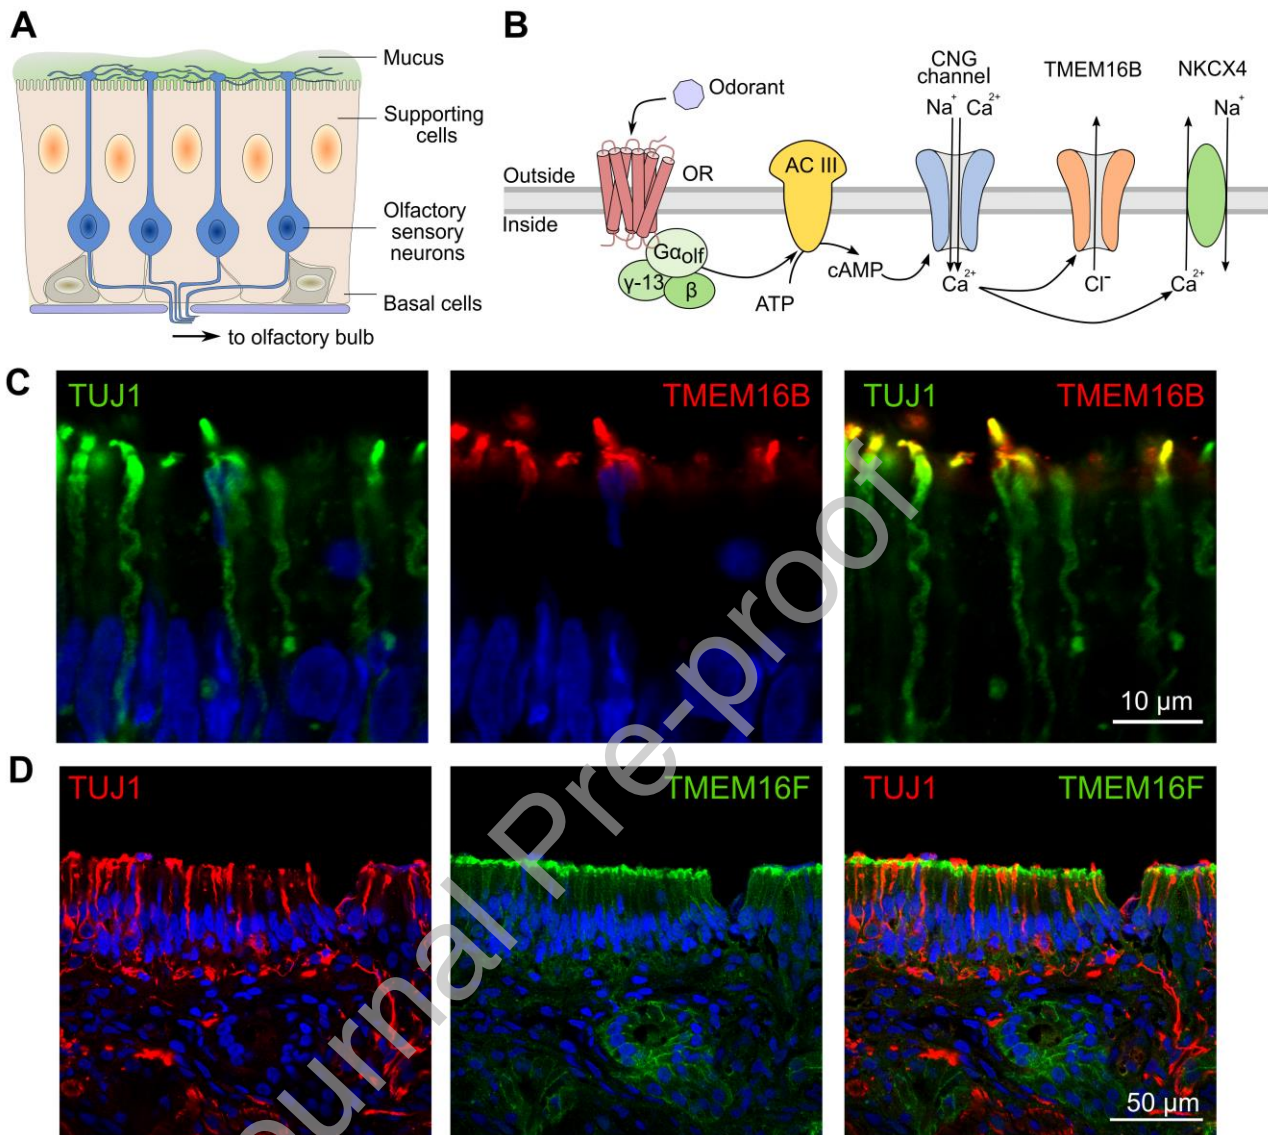 A
Mucus
Supporting
cells
Olfactory
sensory
neurons
Basal cells
to olfactory bulb
B
Odorant
OR
Outside
Inside
Gαolf
γ-13
β
AC III
ATP
cAMP
CNG
channel
Na⁺ Ca²⁺
Ca²⁺
TMEM16B
Cl⁻
NKCX4
Na⁺
Ca²⁺
C
TUJ1
TMEM16B
TUJ1 TMEM16B
10 µm
D
TUJ1
TMEM16F
TUJ1 TMEM16F
50 µm
ournal Pre-proof